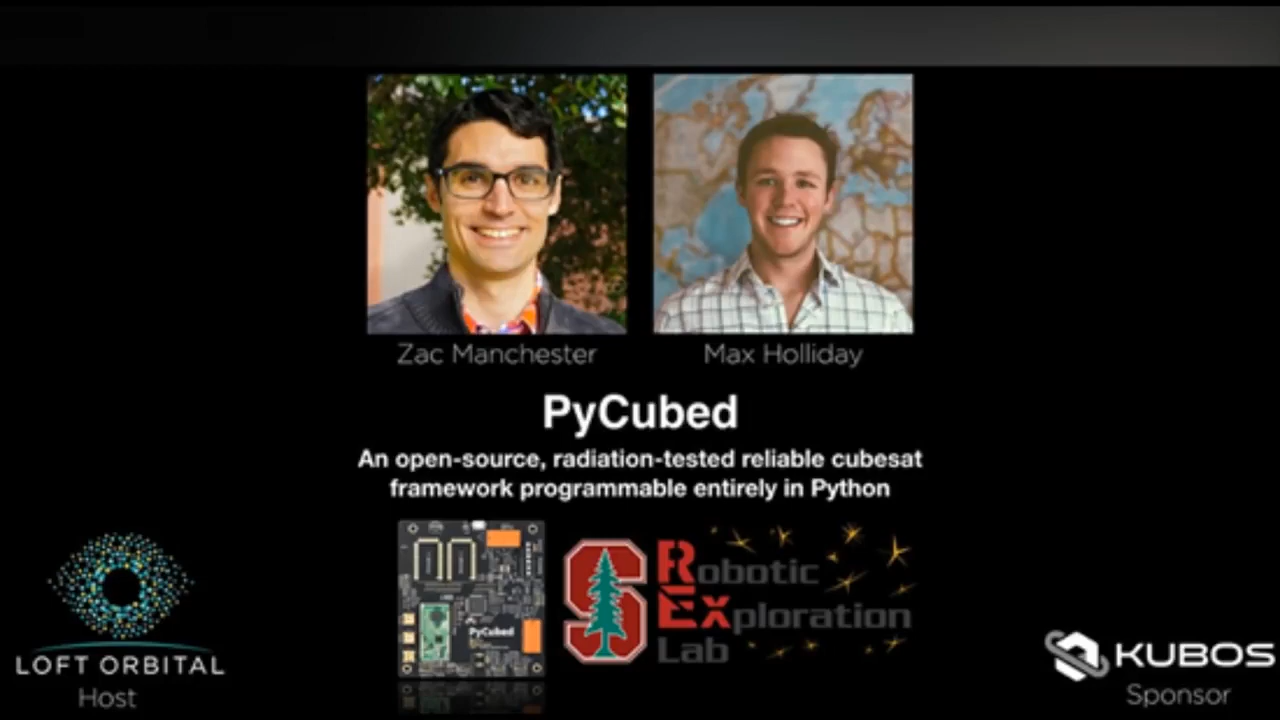 Zac Manchester
Max Holliday
PyCubed
An open-source, radiation-tested reliable cubesat
framework programmable entirely in Python
PyCubed
Robotic
Exploration
Lab
LOFT ORBITAL
Host
KUBOS
Sponsor